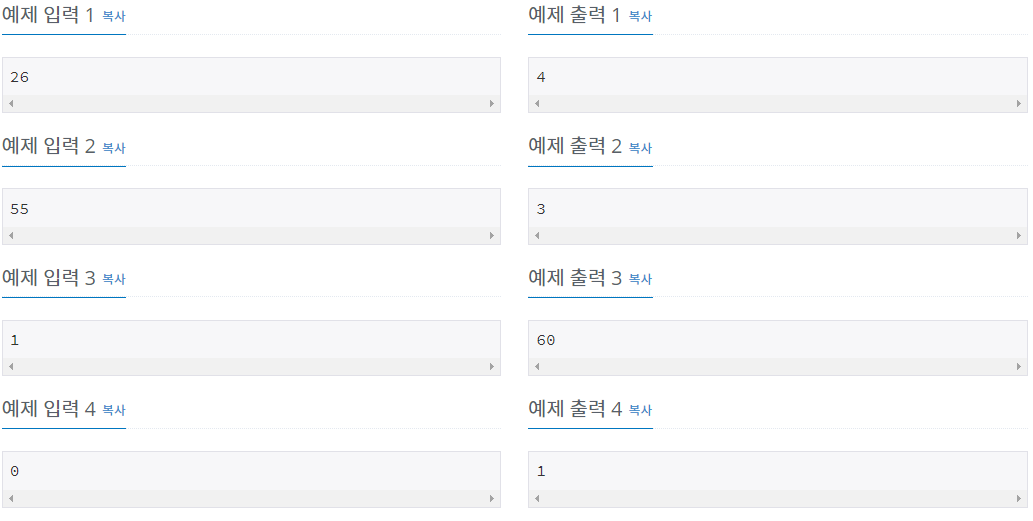 예제 입력 1 복사
예제 출력 1 복사
26
4
예제 입력 2 복사
예제 출력 2 복사
55
3
예제 입력 3 복사
예제 출력 3 복사
1
60
예제 입력 4 복사
예제 출력 4 복사
0
1